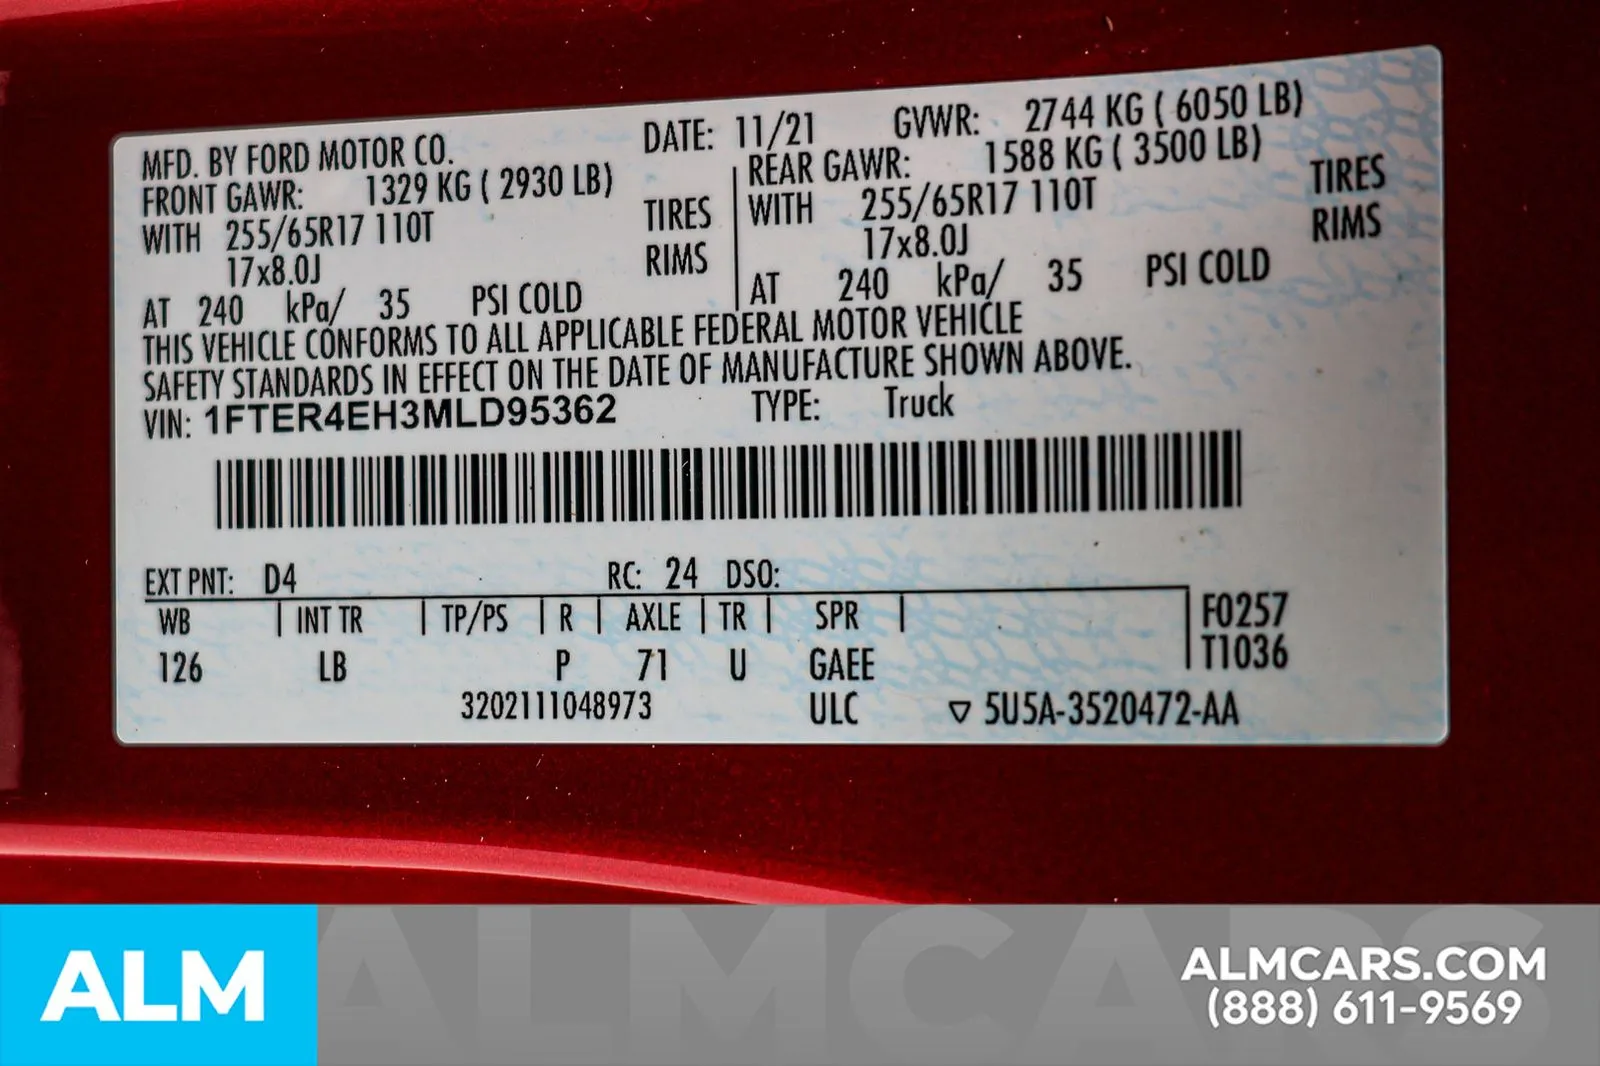 MFD. BY FORD MOTOR CO. DATE: 11/21 GVWR: 2744 KG ( 6050 LB)
FRONT GAWR: 1329 KG ( 2930 LB) REAR GAWR: 1588 KG ( 3500 LB)
WITH 255/65R17 110T TIRES WITH 255/65R17 110T TIRES
17x8.0J RIMS 17x8.0J RIMS
AT 240 kPa/ 35 PSI COLD AT 240 kPa/ 35 PSI COLD
THIS VEHICLE CONFORMS TO ALL APPLICABLE FEDERAL MOTOR VEHICLE
SAFETY STANDARDS IN EFFECT ON THE DATE OF MANUFACTURE SHOWN ABOVE.
VIN: 1FTER4EH3MLD95362 TYPE: Truck
EXT PNT: D4 RC: 24 DSO:
WB INT TR TP/PS R AXLE TR SPR F0257
126 LB P 71 U GAEE T1036
3202111048973 ULC ▽ 5U5A-3520472-AA
ALM
ALMCARS
ALMCARS.COM
(888) 611-9569